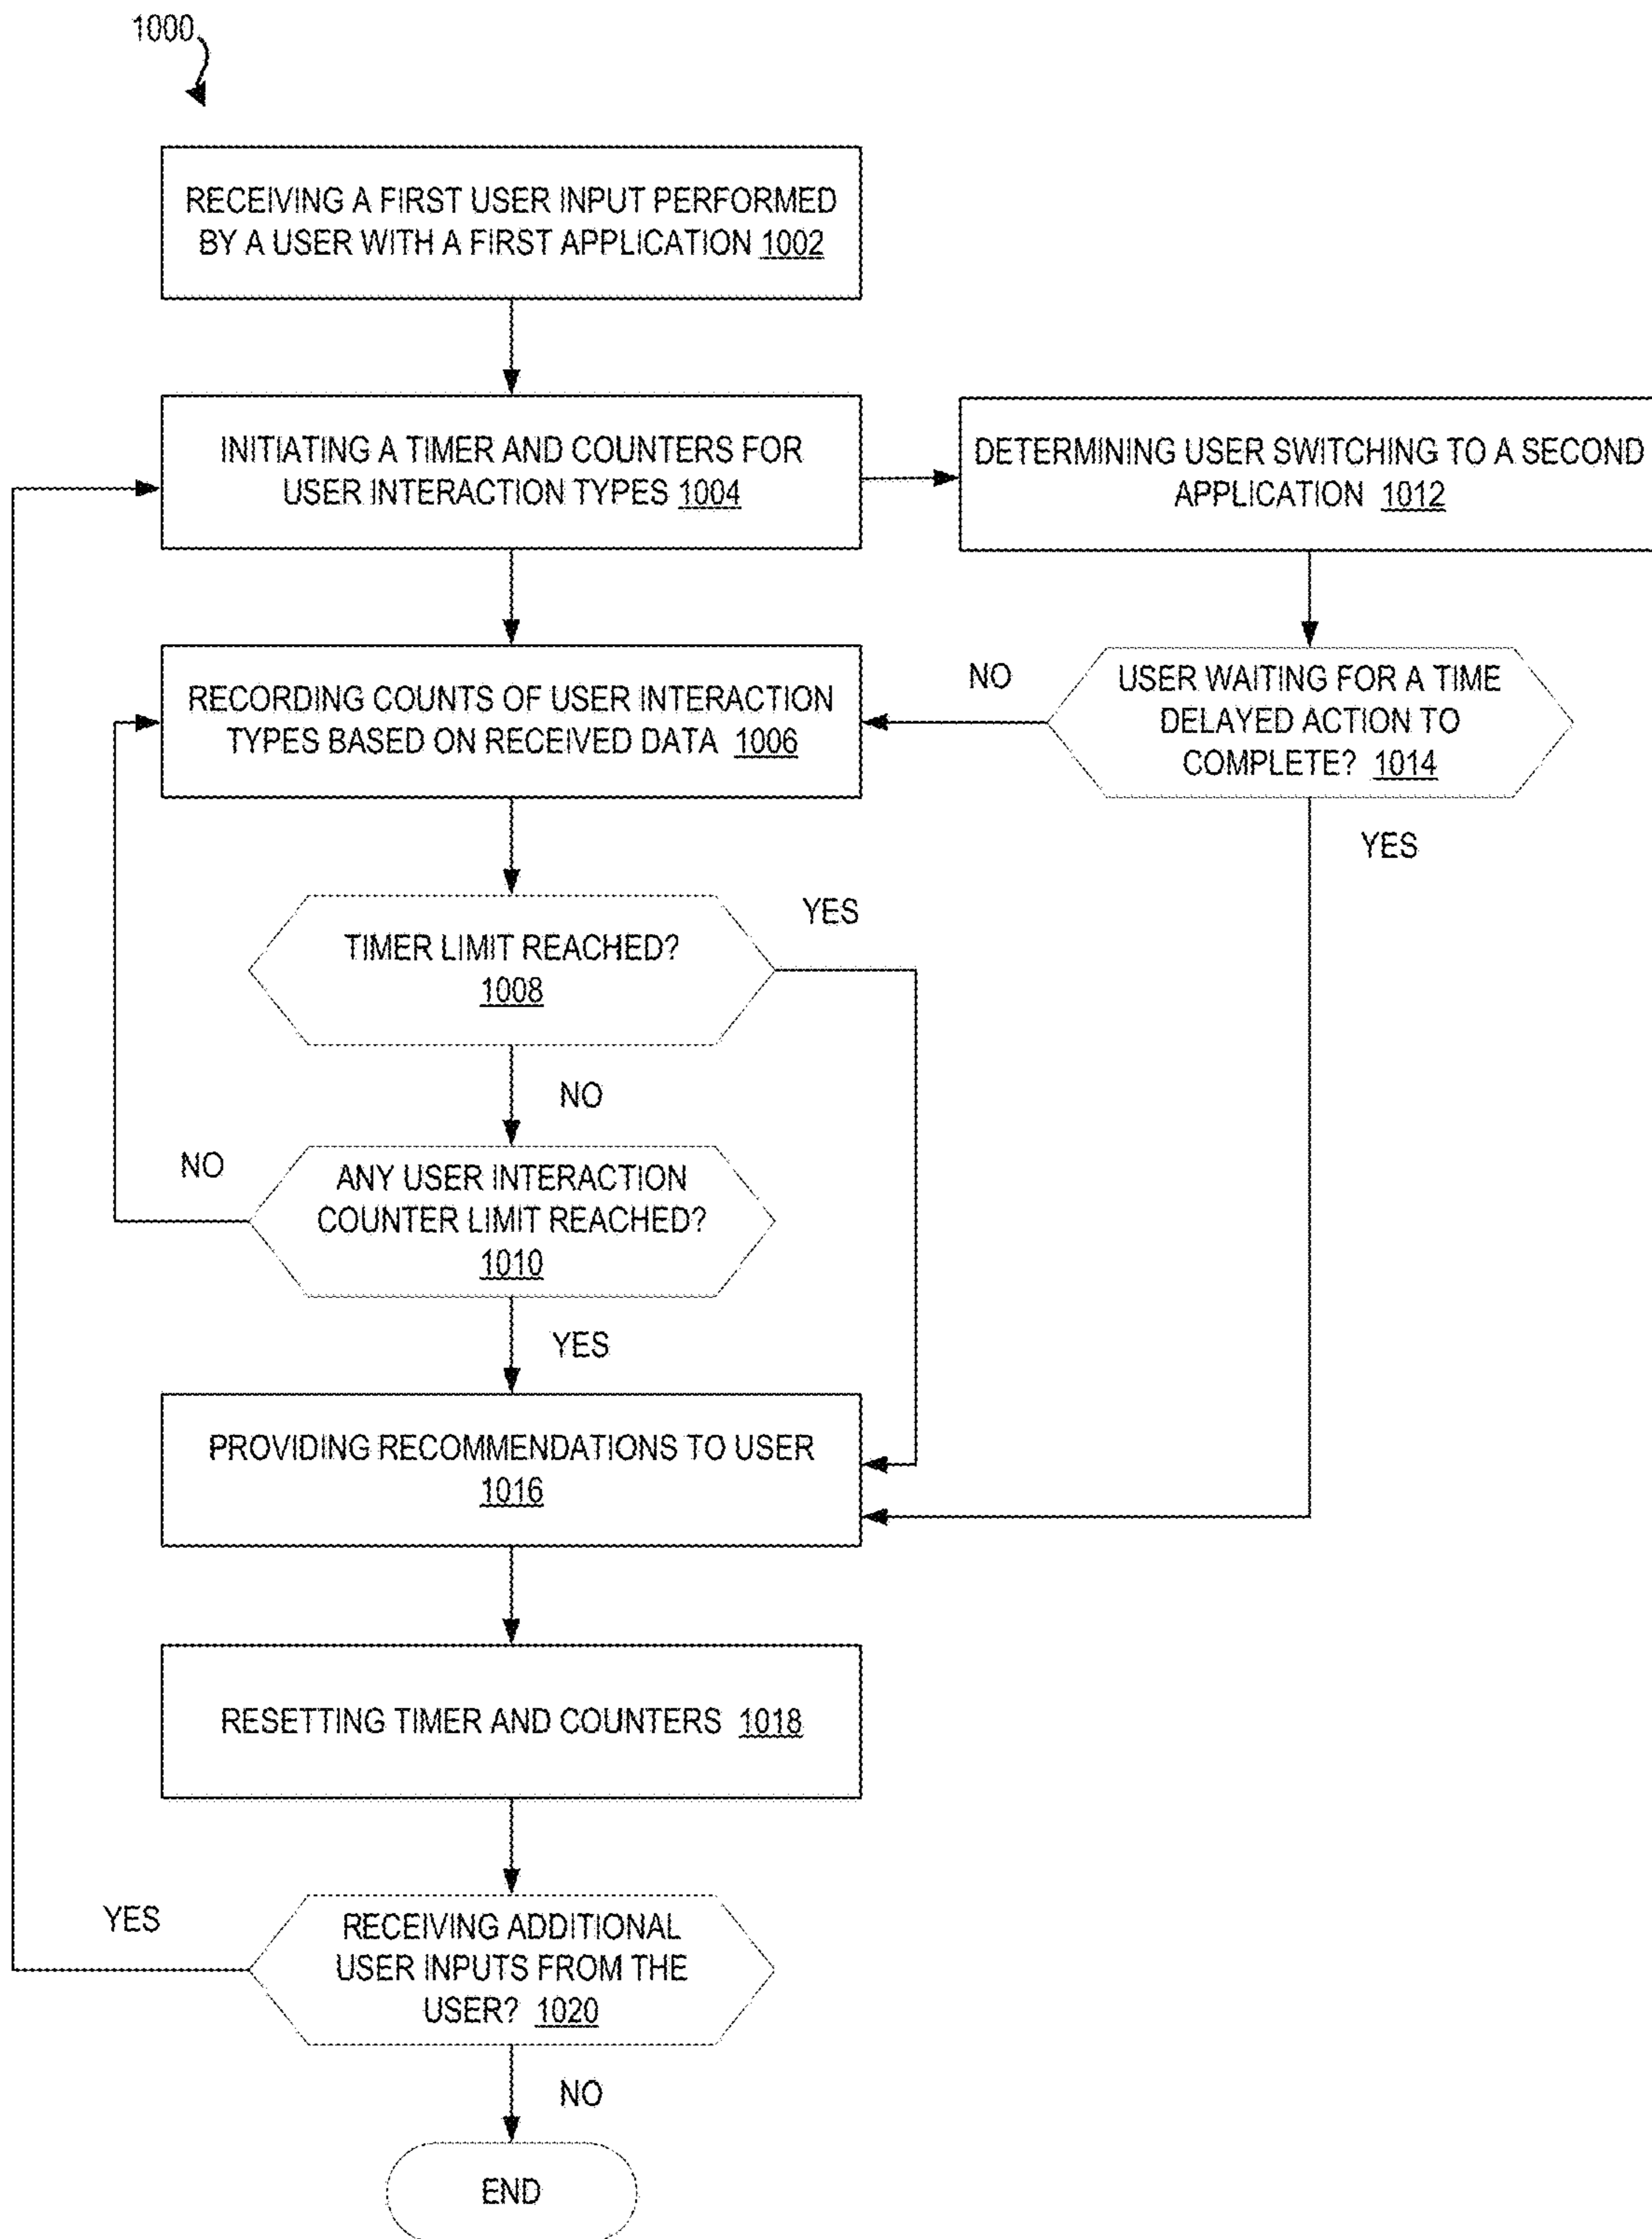 1000
RECEIVING A FIRST USER INPUT PERFORMED
BY A USER WITH A FIRST APPLICATION 1002
INITIATING A TIMER AND COUNTERS FOR
USER INTERACTION TYPES 1004
DETERMINING USER SWITCHING TO A SECOND
APPLICATION 1012
RECORDING COUNTS OF USER INTERACTION
TYPES BASED ON RECEIVED DATA 1006
NO
USER WAITING FOR A TIME
DELAYED ACTION TO
COMPLETE? 1014
YES
TIMER LIMIT REACHED?
1008
YES
NO
ANY USER INTERACTION
COUNTER LIMIT REACHED?
1010
NO
YES
PROVIDING RECOMMENDATIONS TO USER
1016
RESETTING TIMER AND COUNTERS 1018
YES
RECEIVING ADDITIONAL
USER INPUTS FROM THE
USER? 1020
NO
END